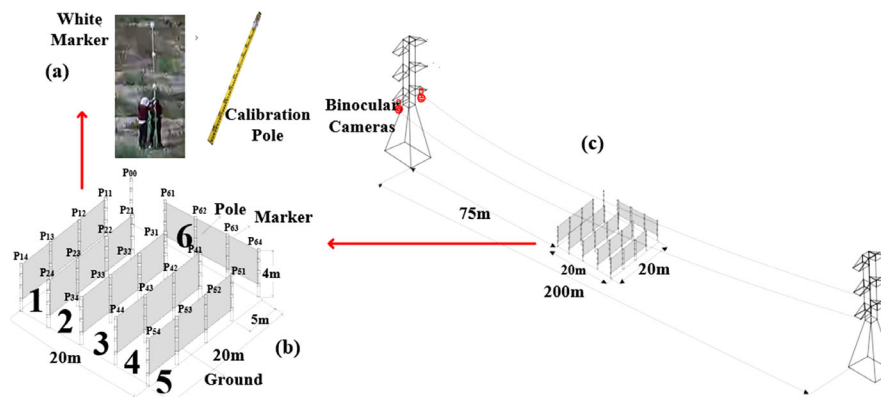 White
Marker
(a)
Calibration
Pole
Binocular
Cameras
(c)
75m
20m
20m
200m
P00
P11
P12
P13
P14
P21
P22
P23
P24
P31
P32
P33
P34
P41
P42
P43
P44
P51
P52
P53
P54
P61
P62
P63
P64
Pole
Marker
6
4m
1
2
3
4
5
5m
(b)
20m
20m
Ground